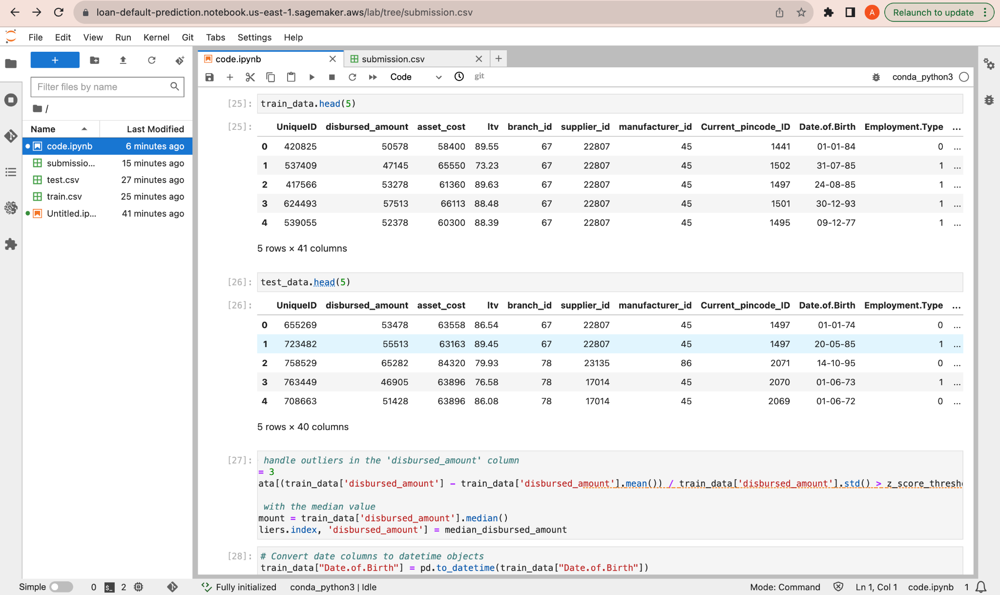 loan-default-prediction.notebook.us-east-1.sagemaker.aws/lab/tree/submission.csv
A
Relaunch to update
File Edit View Run Kernel Git Tabs Settings Help
+
Filter files by name
/
Name Last Modified
code.ipynb 6 minutes ago
submissio... 15 minutes ago
test.csv 27 minutes ago
train.csv 25 minutes ago
Untitled.ip... 41 minutes ago
code.ipynb submission.csv +
Code git conda_python3
[25]: train_data.head(5)
[25]: UniqueID disbursed_amount asset_cost ltv branch_id supplier_id manufacturer_id Current_pincode_ID Date.of.Birth Employment.Type ...
0 420825 50578 58400 89.55 67 22807 45 1441 01-01-84 0 ...
1 537409 47145 65550 73.23 67 22807 45 1502 31-07-85 1 ...
2 417566 53278 61360 89.63 67 22807 45 1497 24-08-85 1 ...
3 624493 57513 66113 88.48 67 22807 45 1501 30-12-93 1 ...
4 539055 52378 60300 88.39 67 22807 45 1495 09-12-77 1 ...
5 rows × 41 columns
[26]: test_data.head(5)
[26]: UniqueID disbursed_amount asset_cost ltv branch_id supplier_id manufacturer_id Current_pincode_ID Date.of.Birth Employment.Type ...
0 655269 53478 63558 86.54 67 22807 45 1497 01-01-74 0 ...
1 723482 55513 63163 89.45 67 22807 45 1497 20-05-85 1 ...
2 758529 65282 84320 79.93 78 23135 86 2071 14-10-95 0 ...
3 763449 46905 63896 76.58 78 17014 45 2070 01-06-73 1 ...
4 708663 51428 63896 86.08 78 17014 45 2069 01-06-72 0 ...
5 rows × 40 columns
[27]: handle outliers in the 'disbursed_amount' column
= 3
ata[(train_data['disbursed_amount'] - train_data['disbursed_amount'].mean()) / train_data['disbursed_amount'].std() > z_score_thresh
with the median value
mount = train_data['disbursed_amount'].median()
liers.index, 'disbursed_amount'] = median_disbursed_amount
[28]: # Convert date columns to datetime objects
train_data["Date.of.Birth"] = pd.to_datetime(train_data["Date.of.Birth"])
Simple 0 $_ 2 Fully initialized conda_python3 | Idle Mode: Command Ln 1, Col 1 code.ipynb 1